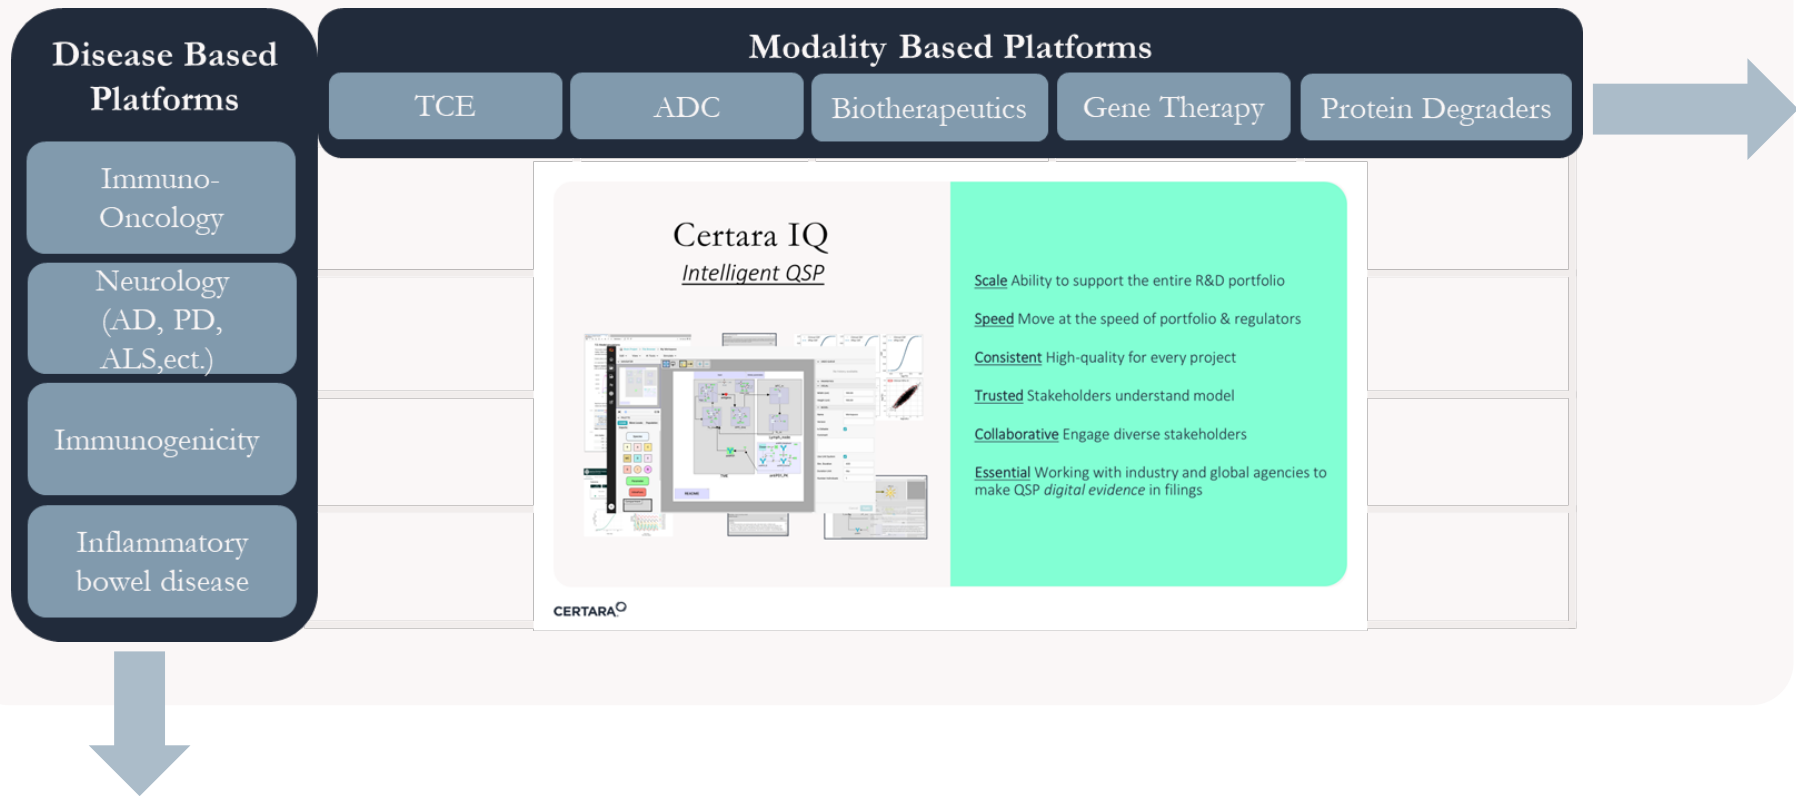 Disease Based
Platforms
Modality Based Platforms
TCE
ADC
Biotherapeutics
Gene Therapy
Protein Degraders
Immuno-
Oncology
Neurology
(AD, PD,
ALS,ect.)
Immunogenicity
Inflammatory
bowel disease
Certara IQ
Intelligent QSP
Scale Ability to support the entire R&D portfolio
Speed Move at the speed of portfolio & regulators
Consistent High-quality for every project
Trusted Stakeholders understand model
Collaborative Engage diverse stakeholders
Essential Working with industry and global agencies to
make QSP digital evidence in filings
README
CERTARA